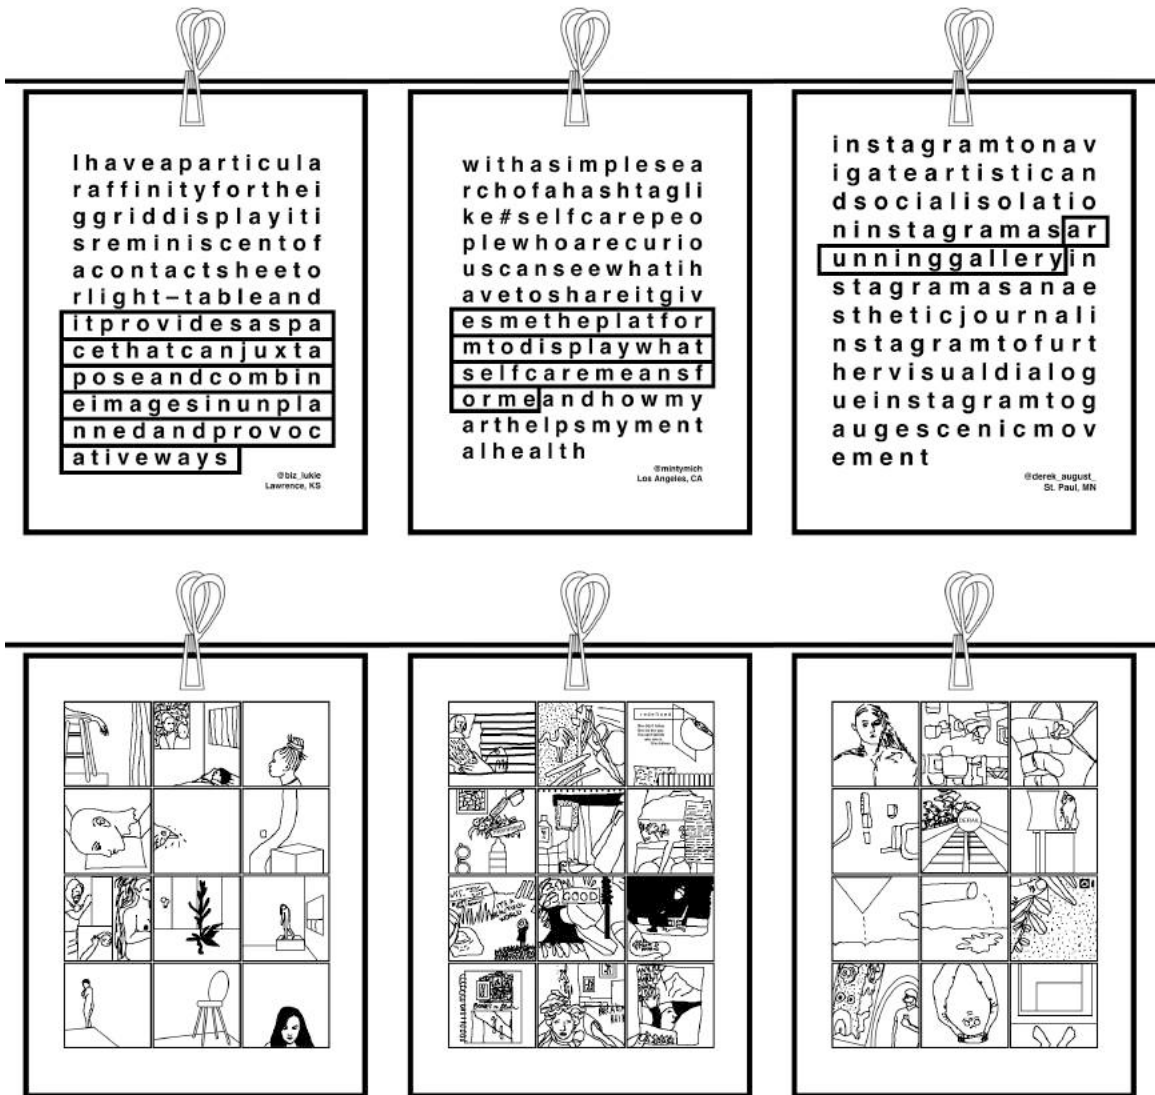 Ihaveaparticula
raffinityforthei
ggriddisplayiti
sreminiscentof
acontactsheeto
rlight–tableand
itprovidesaspa
cethatcanjuxta
poseandcombin
eimagesinunpla
nnedandprovoc
ativeways
@biz_lukie
Lawrence, KS
withasimplesea
rchofahashtagli
ke#selfcarepeo
plewhoarecurio
uscanseewhatih
avetoshareitgiv
esmetheplatfor
mtodisplaywhat
selfcaremeansf
ormeandhowmy
arthelpsmyment
alhealth
@mintymich
Los Angeles, CA
instagramtonav
igateartistican
dsocialisolatio
ninstagramasar
unninggalleryin
stagramasanae
stheticjournali
nstagramtofurt
hervisualdialog
ueinstagramtog
augescenicmov
ement
@derek_august_
St. Paul, MN
GOOD